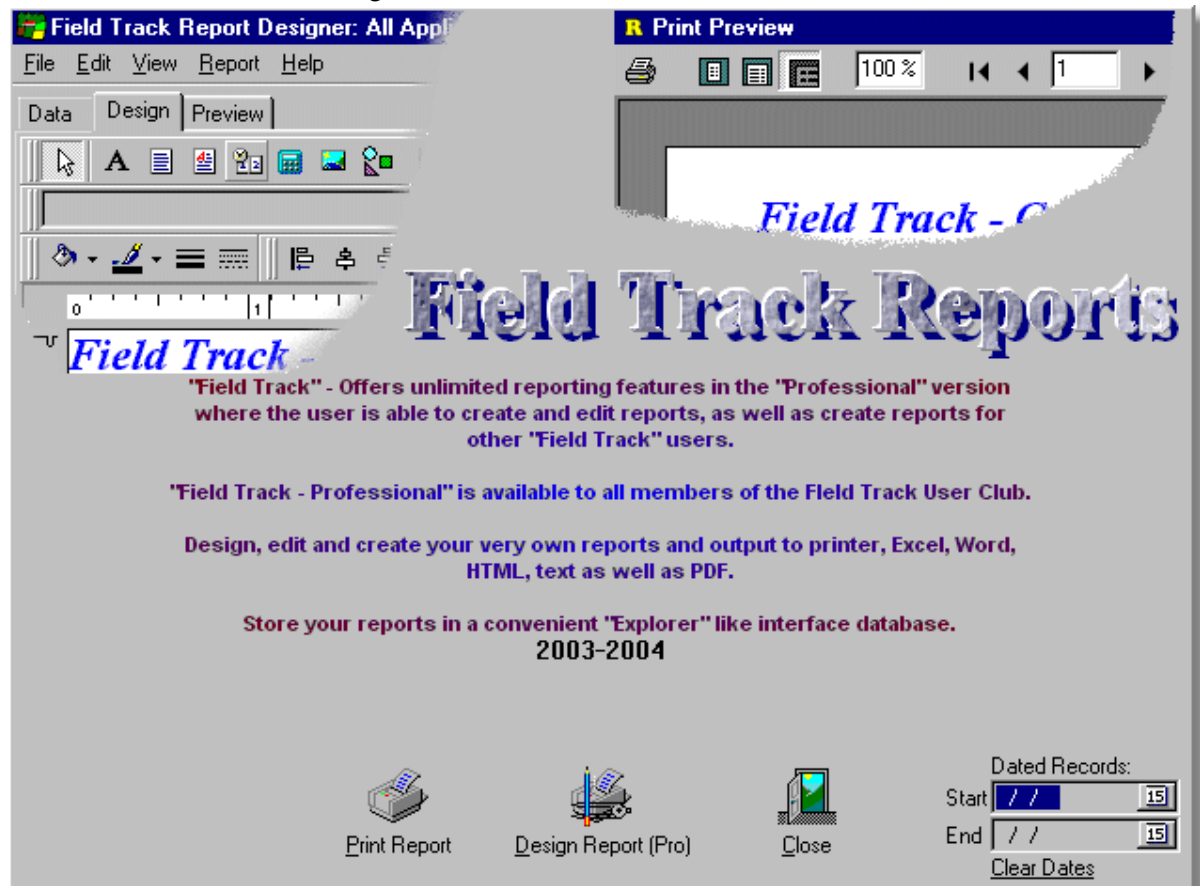 Field Track Report Designer: All Appl
File Edit View Report Help
Data Design Preview
A
0 1
Field Track -
R Print Preview
100 %
1
Field Track - C
Field Track Reports
"Field Track" - Offers unlimited reporting features in the "Professional" version
where the user is able to create and edit reports, as well as create reports for
other "Field Track" users.
"Field Track - Professional" is available to all members of the FIeld Track User Club.
Design, edit and create your very own reports and output to printer, Excel, Word,
HTML, text as well as PDF.
Store your reports in a convenient "Explorer" like interface database.
2003-2004
Print Report
Design Report (Pro)
Close
Dated Records:
Start / / 15
End / / 15
Clear Dates